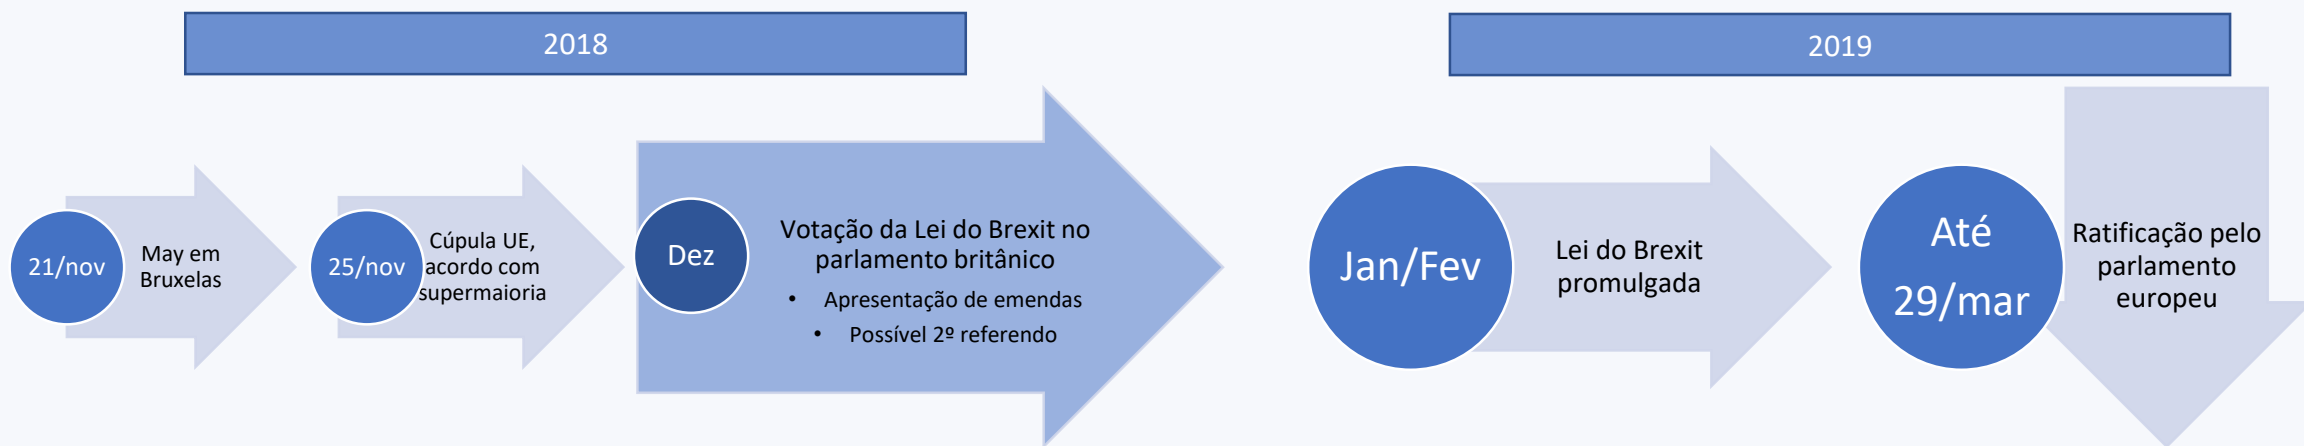 2018
2019
21/nov
May em
Bruxelas
25/nov
Cúpula UE,
acordo com
supermaioria
Dez
Votação da Lei do Brexit no
parlamento britânico
• Apresentação de emendas
• Possível 2º referendo
Jan/Fev
Lei do Brexit
promulgada
Até
29/mar
Ratificação pelo
parlamento
europeu